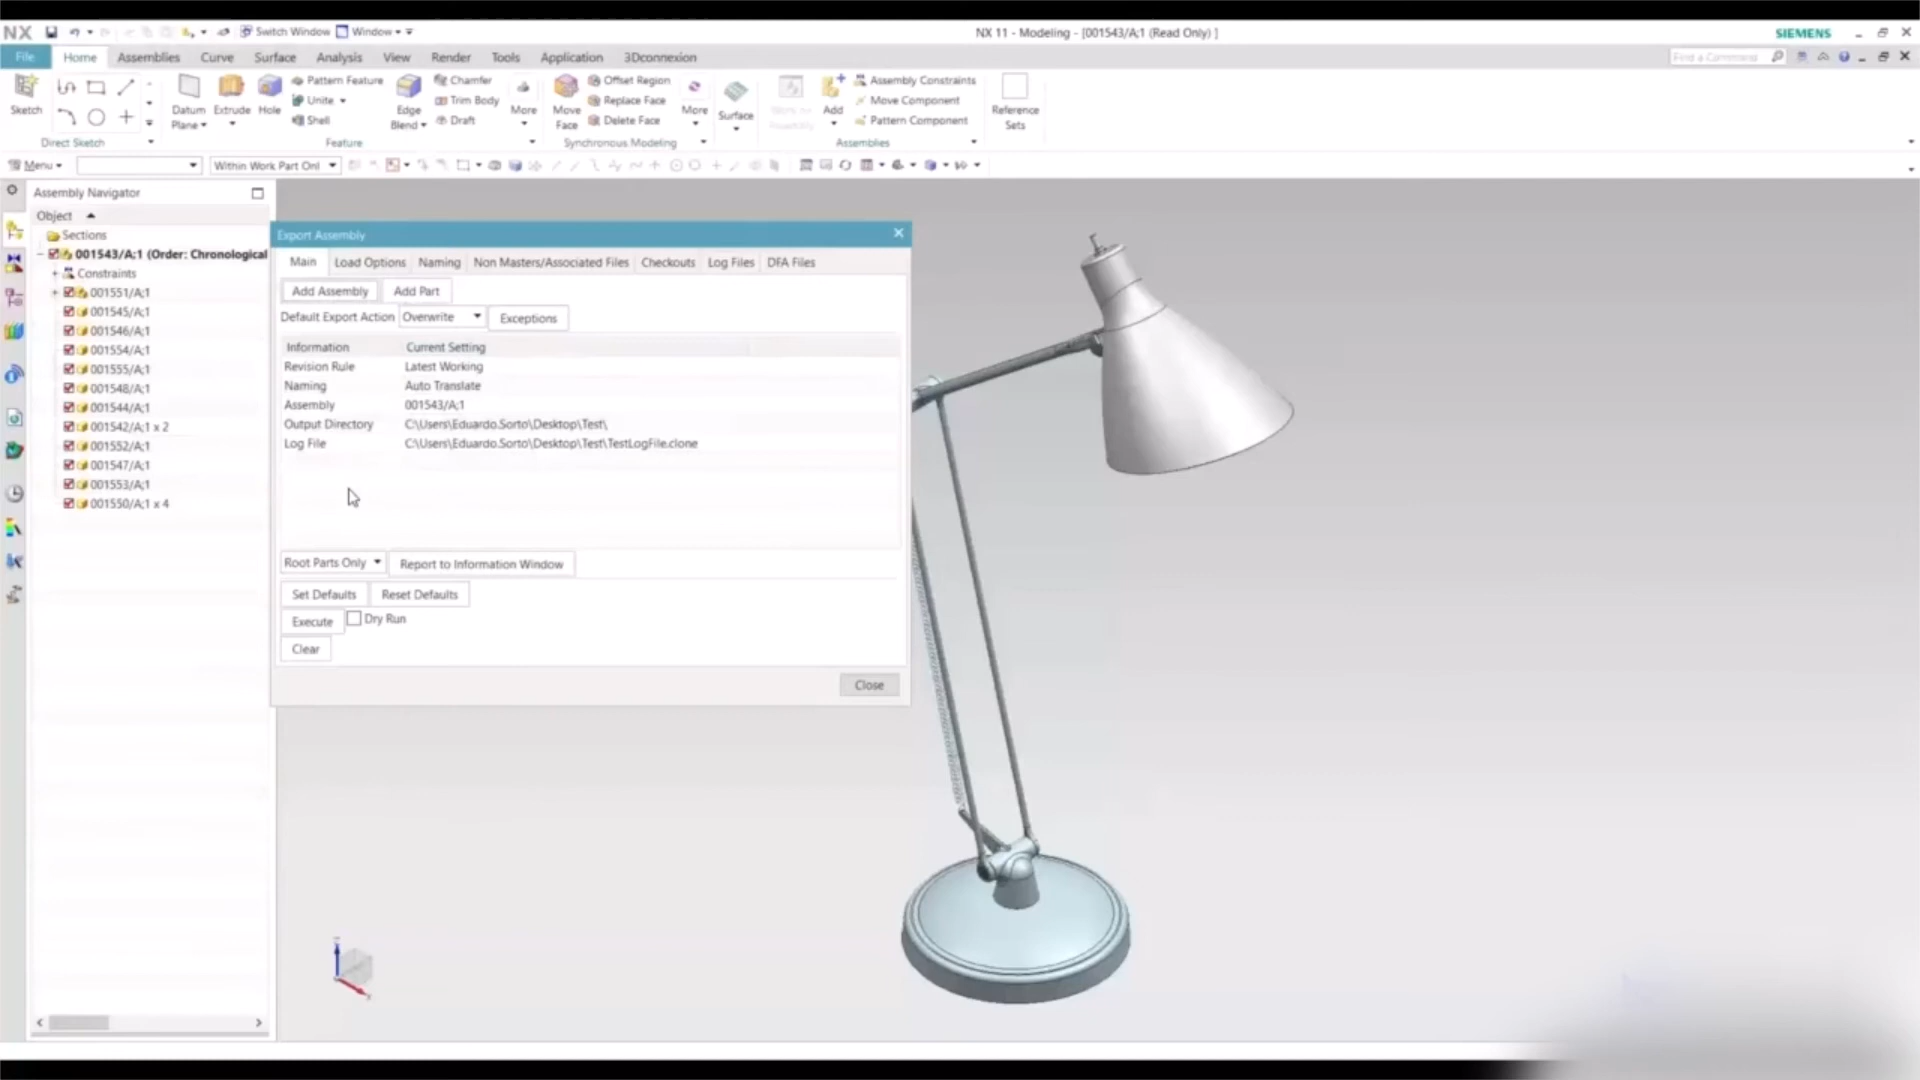 NX Switch Window Window NX 11 - Modeling - [001543/A;1 (Read Only) ] SIEMENS
File Home Assemblies Curve Surface Analysis View Render Tools Application 3Dconnexion Find a Command
Pattern Feature Chamfer Offset Region Assembly Constraints
Unite Trim Body Replace Face Move Component
Sketch Datum Plane Extrude Hole Shell Edge Blend Draft More Move Face Delete Face More Surface Add Pattern Component Reference Sets
Direct Sketch Feature Synchronous Modeling Assemblies
Menu Within Work Part Onl
Assembly Navigator
Object
Sections
001543/A;1 (Order: Chronological
Constraints
001551/A;1
001545/A;1
001546/A;1
001554/A;1
001555/A;1
001548/A;1
001544/A;1
001542/A;1 x 2
001552/A;1
001547/A;1
001553/A;1
001550/A;1 x 4
Export Assembly
Main Load Options Naming Non Masters/Associated Files Checkouts Log Files DFA Files
Add Assembly Add Part
Default Export Action Overwrite Exceptions
Information Current Setting
Revision Rule Latest Working
Naming Auto Translate
Assembly 001543/A;1
Output Directory C:\Users\Eduardo.Sorto\Desktop\Test\
Log File C:\Users\Eduardo.Sorto\Desktop\Test\TestLogFile.clone
Root Parts Only Report to Information Window
Set Defaults Reset Defaults
Execute Dry Run
Clear
Close